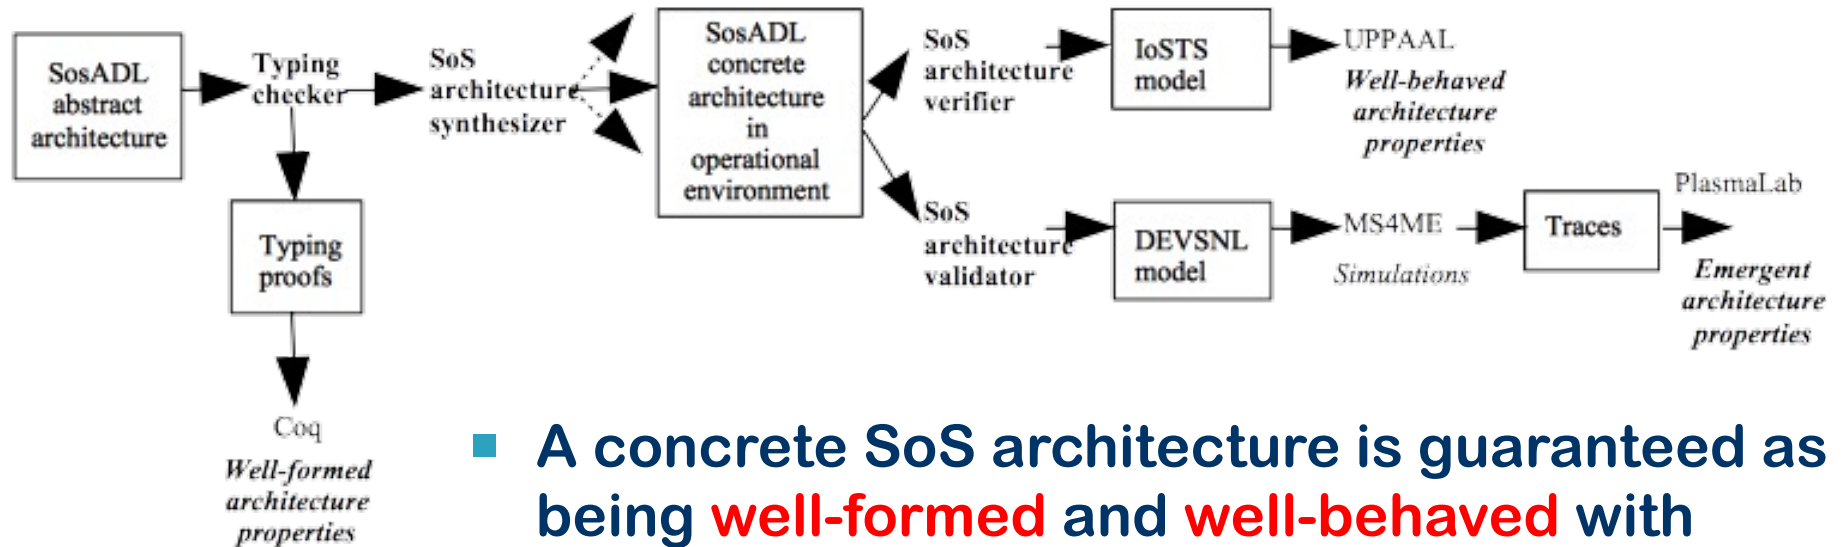 SosADL
abstract
architecture
Typing
checker
SoS
architecture
synthesizer
SosADL
concrete
architecture
in
operational
environment
SoS
architecture
verifier
IoSTS
model
UPPAAL
Well-behaved
architecture
properties
Typing
proofs
Coq
Well-formed
architecture
properties
SoS
architecture
validator
DEVSNL
model
MS4ME
Simulations
Traces
PlasmaLab
Emergent
architecture
properties
A concrete SoS architecture is guaranteed as
being well-formed and well-behaved with